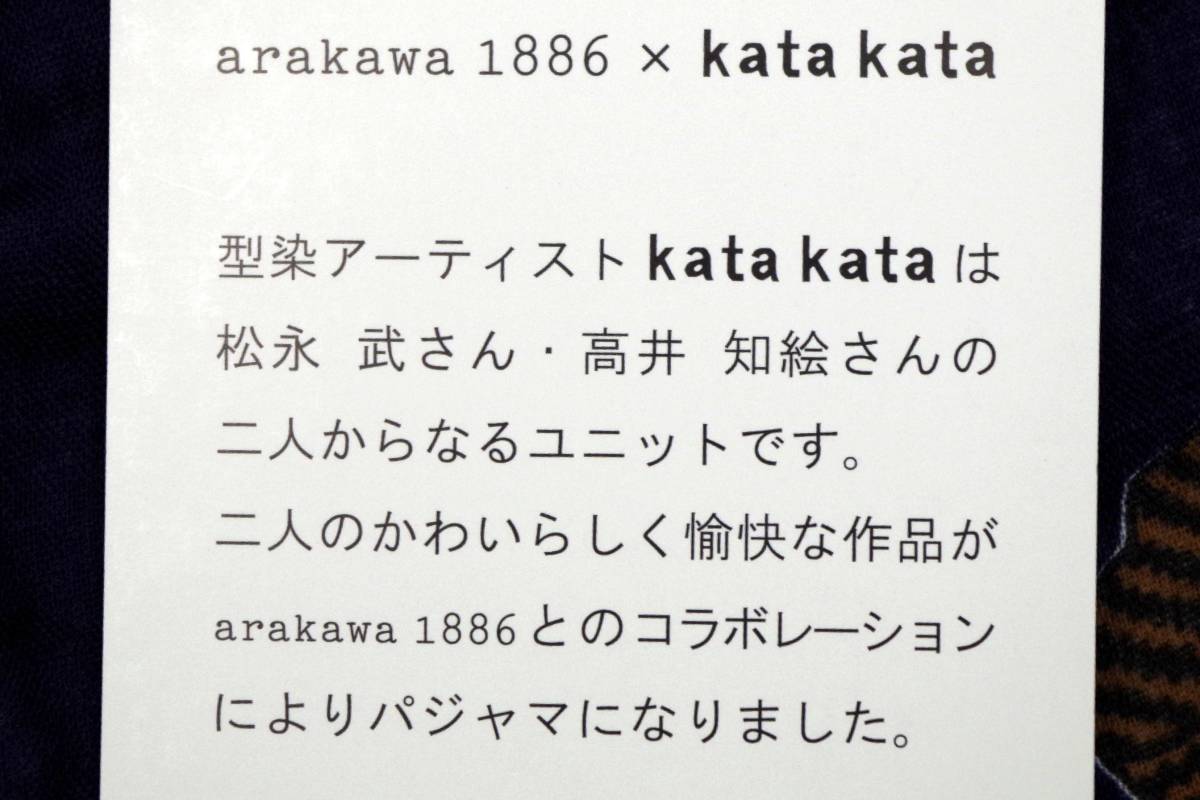 arakawa 1886 × kata kata
型染アーティスト kata kata は
松永 武さん・高井 知絵さんの
二人からなるユニットです。
二人のかわいらしく愉快な作品が
arakawa 1886 とのコラボレーション
によりパジャマになりました。